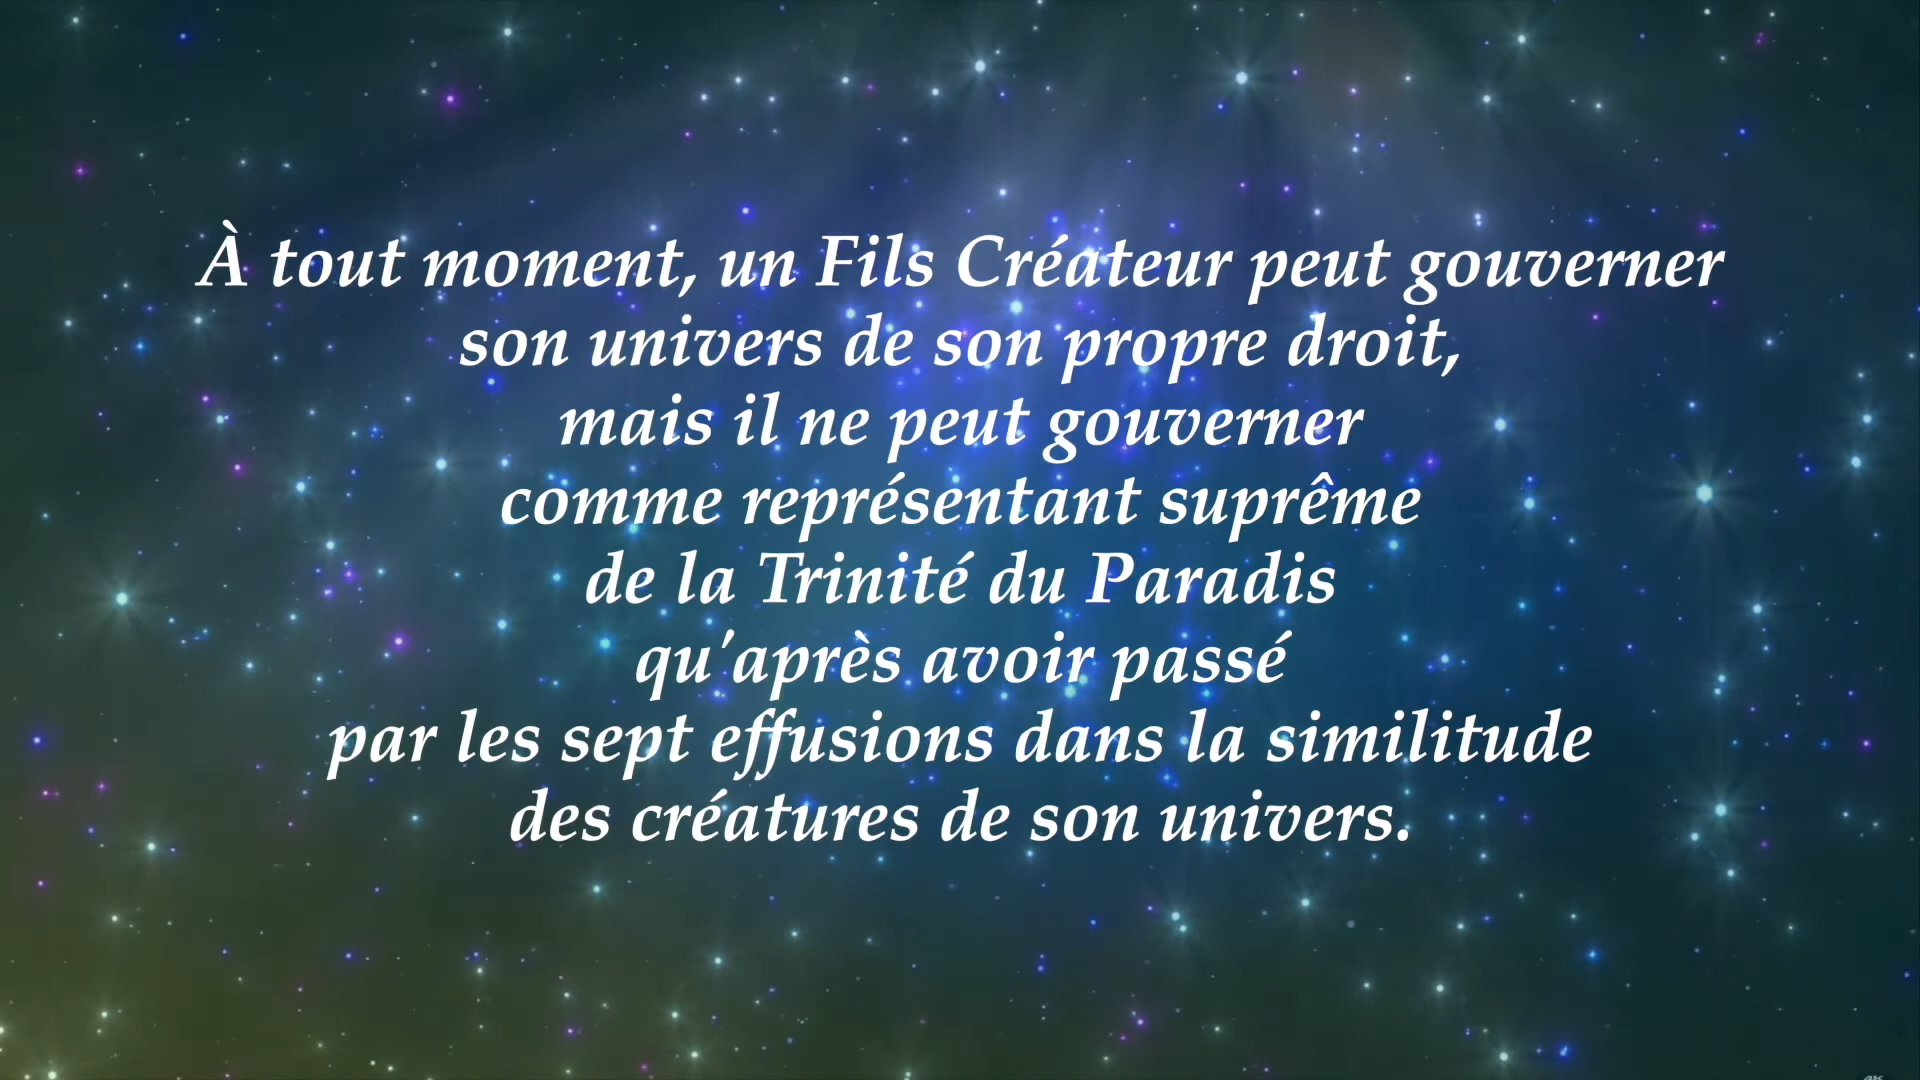 À tout moment, un Fils Créateur peut gouverner
son univers de son propre droit,
mais il ne peut gouverner
comme représentant suprême
de la Trinité du Paradis
qu'après avoir passé
par les sept effusions dans la similitude
des créatures de son univers.